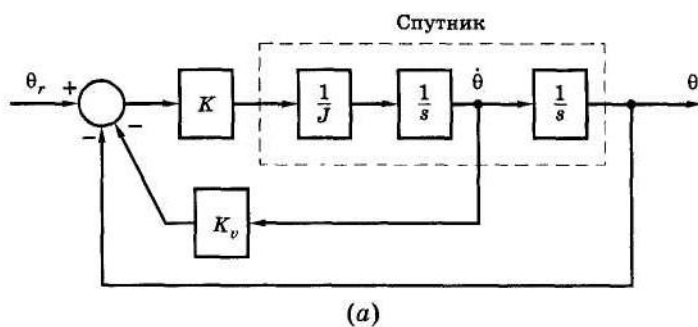 Спутник
θr + − − K 1/J 1/s θ̇ 1/s θ
Kv
(а)